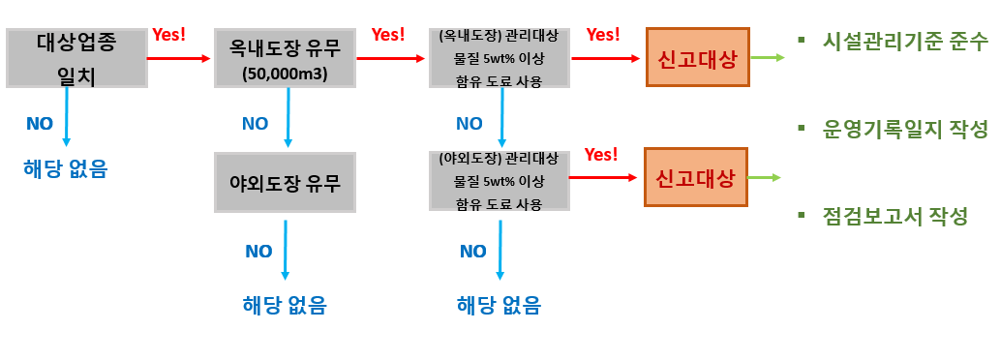 대상업종
일치
Yes!
옥내도장 유무
(50,000m3)
Yes!
(옥내도장) 관리대상
물질 5wt% 이상
함유 도료 사용
Yes!
신고대상
▪ 시설관리기준 준수
NO
해당 없음
NO
야외도장 유무
NO
(야외도장) 관리대상
물질 5wt% 이상
함유 도료 사용
Yes!
신고대상
▪ 운영기록일지 작성
▪ 점검보고서 작성
NO
해당 없음
NO
해당 없음